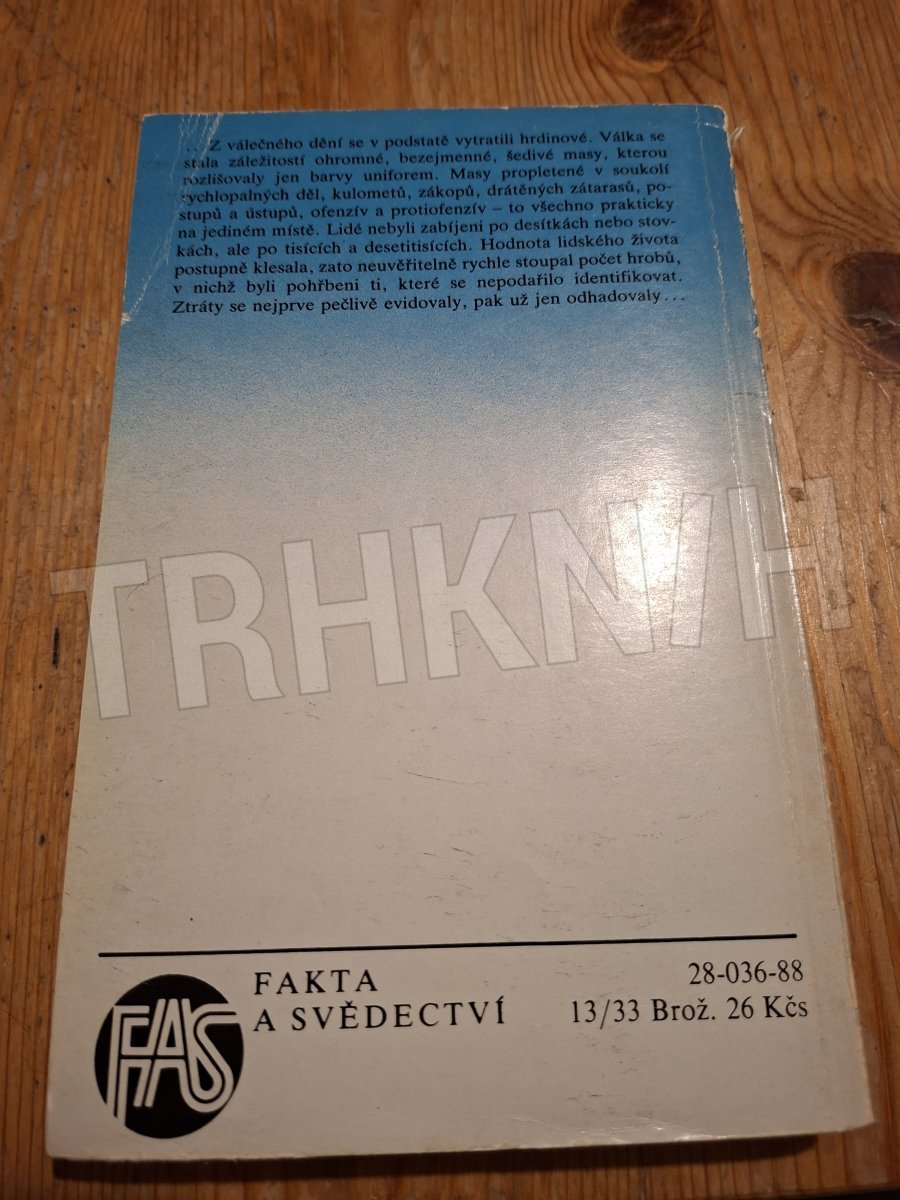 ...Z válečného dění se v podstatě vytratili hrdinové. Válka se
stala záležitostí ohromné, bezejmenné, šedivé masy, kterou
rozlišovaly jen barvy uniforem. Masy propletené v soukolí
rychlopalných děl, kulometů, zákopů, drátěných zátarasů, po-
stupů a ústupů, ofenzív a protiofenzív – to všechno prakticky
na jediném místě. Lidé nebyli zabíjeni po desítkách nebo stov-
kách, ale po tisících a desetitisících. Hodnota lidského života
postupně klesala, zato neuvěřitelně rychle stoupal počet hrobů,
v nichž byli pohřbeni ti, které se nepodařilo identifikovat.
Ztráty se nejprve pečlivě evidovaly, pak už jen odhadovaly...
TRHKNIH
FAS
FAKTA
A SVĚDECTVÍ
28-036-88
13/33 Brož. 26 Kčs